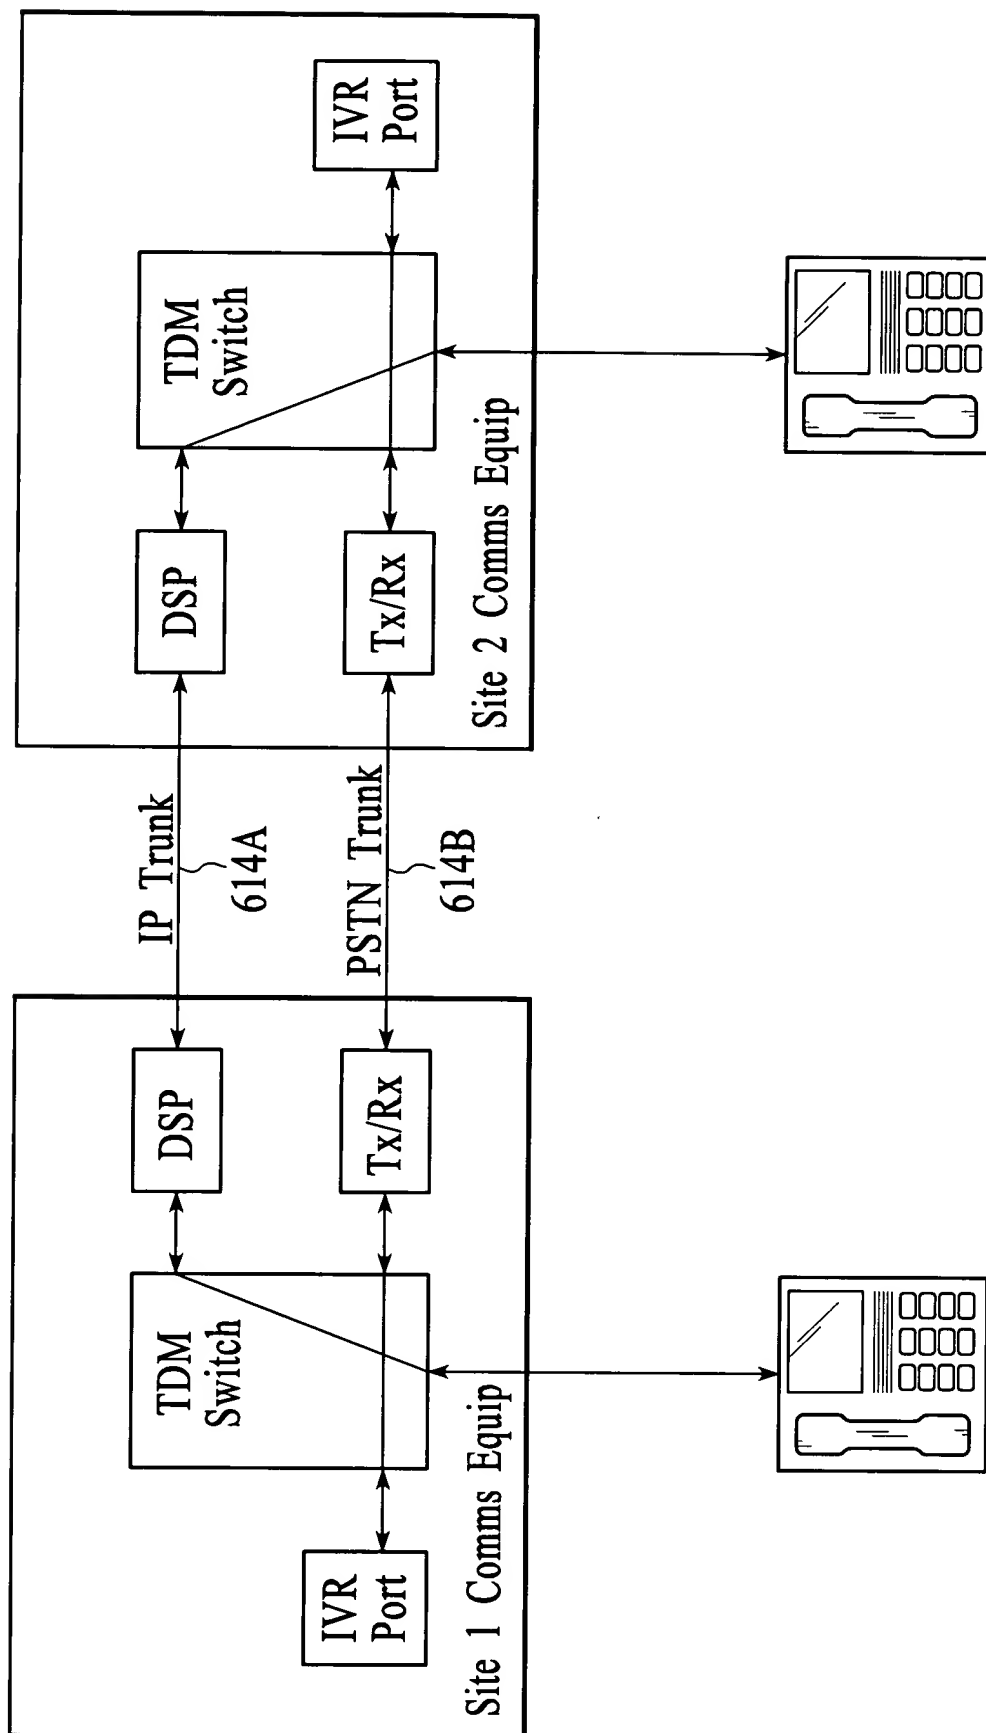 IVR
Port
TDM
Switch
DSP
Tx/Rx
Site 1 Comms Equip
IP Trunk
614A
PSTN Trunk
614B
DSP
Tx/Rx
TDM
Switch
IVR
Port
Site 2 Comms Equip